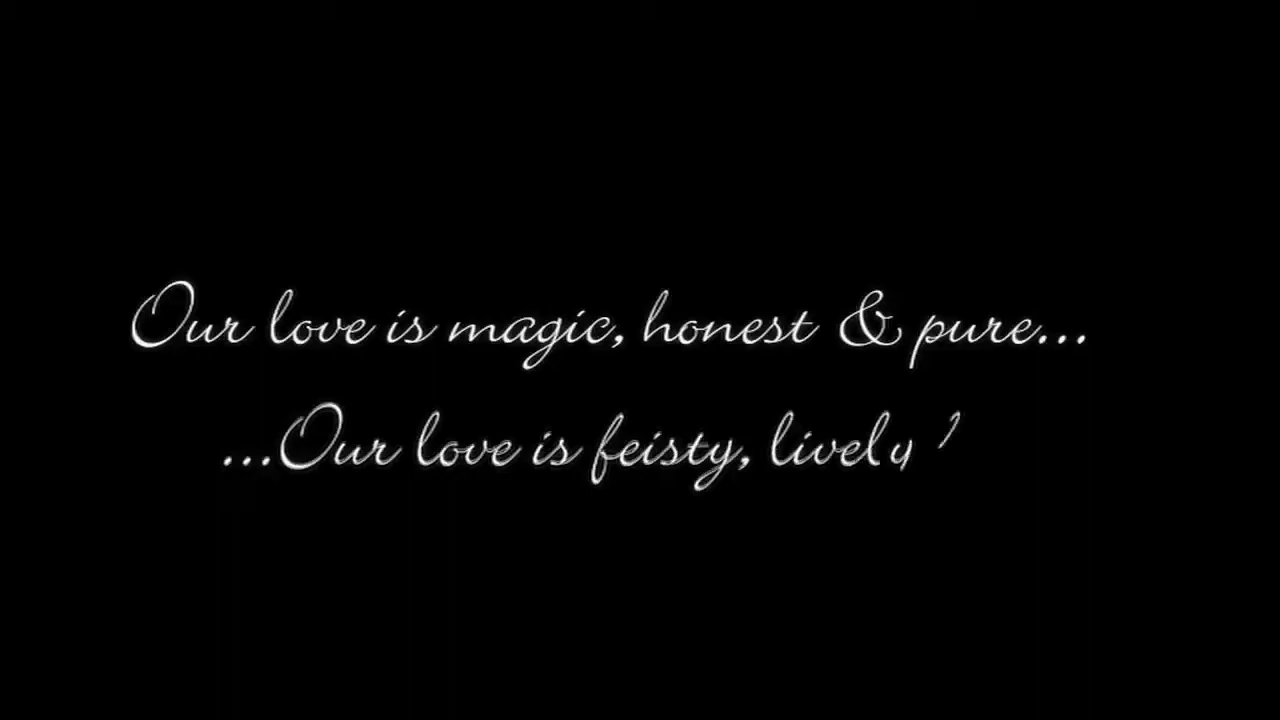 Our love is magic, honest & pure...
...Our love is feisty, lively